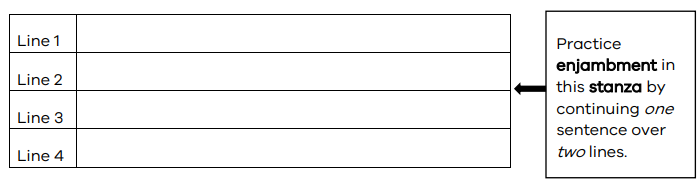 Line 1
Line 2
Line 3
Line 4
Practice
enjambment in
this stanza by
continuing one
sentence over
two lines.